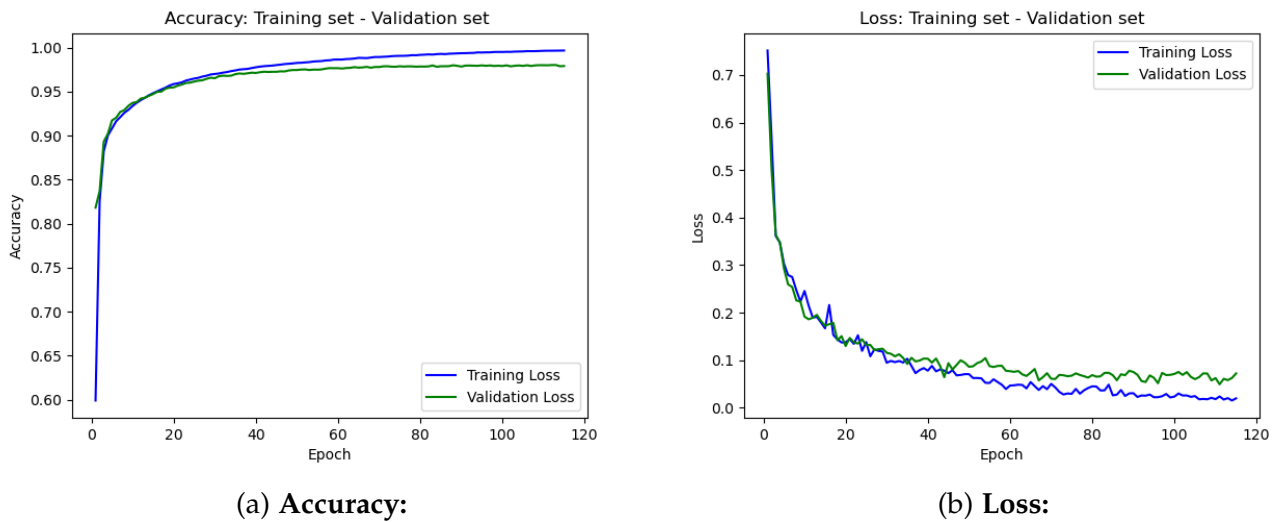 Accuracy: Training set - Validation set
1.00
0.95
0.90
0.85
0.80
0.75
0.70
0.65
0.60
Accuracy
Training Loss
Validation Loss
0 20 40 60 80 100 120
Epoch
(a) Accuracy:
Loss: Training set - Validation set
Training Loss
Validation Loss
0.7
0.6
0.5
0.4
0.3
0.2
0.1
0.0
Loss
0 20 40 60 80 100 120
Epoch
(b) Loss: